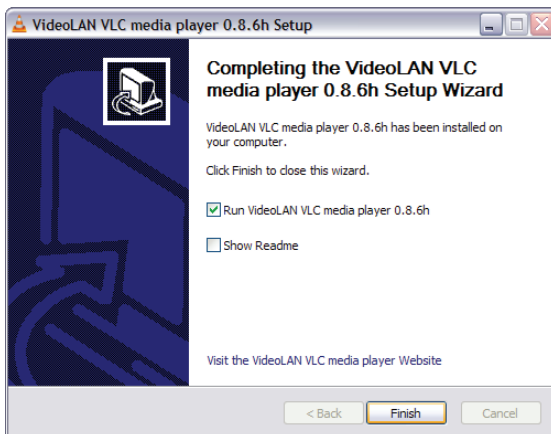 VideoLAN VLC media player 0.8.6h Setup
Completing the VideoLAN VLC
media player 0.8.6h Setup Wizard
VideoLAN VLC media player 0.8.6h has been installed on
your computer.
Click Finish to close this wizard.
Run VideoLAN VLC media player 0.8.6h
Show Readme
Visit the VideoLAN VLC media player Website
< Back Finish Cancel